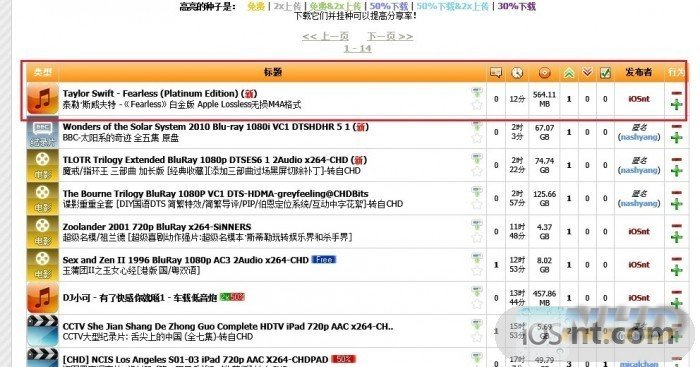 高亮的种子是： 免费 | 2x上传 | 免费&2x上传 | 50%下载 | 50%下载&2x上传 | 30%下载
下载它们并挂种可以提高分享率！
<< 上一页 下一页 >>
1 - 14
类型 标题 发布者 行为
Taylor Swift - Fearless (Platinum Edition) (新) 0 12分 564.11 MB 1 0 0 iOSnt
泰勒·斯威夫特 -《Fearless》白金版 Apple Lossless无损M4A格式
纪录片 Wonders of the Solar System 2010 Blu-ray 1080i VC1 DTSHDHR 5 1 (新) 0 2时 3分 67.07 GB 0 0 0 匿名 (nashyang)
BBC-太阳系的奇迹 全五集 原盘
电影 TLOTR Trilogy Extended BluRay 1080p DTSES6 1 2Audio x264-CHD (新) 0 2时 22分 74.74 GB 1 0 0 匿名 (nashyang)
魔戒/指环王 三部曲 加长版 [经典收藏][添加三部曲过场黑屏切除补丁]-转自CHD
电影 The Bourne Trilogy BluRay 1080P VC1 DTS-HDMA-greyfeeling@CHDBits 0 2时 57分 125.66 GB 0 0 0 匿名 (nashyang)
谍影重重全套 [DIY国语DTS 简繁特效/简繁导评/PIP/伯恩定位系统/互动中字花絮]-转自CHD
电影 Zoolander 2001 720p BluRay x264-SiNNERS 0 11时 48分 4.37 GB 0 0 0 iOSnt
超级名模/祖兰德 [超级喜剧动作强片:超级名模"斯蒂勒玩转娱乐界和杀手界]
电影 Sex and Zen II 1996 BluRay 1080p AC3 2Audio x264-CHD Free 1 12时 53分 8.02 GB 0 0 0 iOSnt
玉蒲团II之玉女心经[港版 国/粤双语]
DJ小可 - 有了快感你就喊1 - 车载低音炮 2x50% 0 13时 44分 457.86 MB
CCTV She Jian Shang De Zhong Guo Complete HDTV iPad 720p AAC x264-CH.. 1 15时 5.69
CCTV大型纪录片: 舌尖上的中国 (全七集)-转自CHD
[CHD] NCIS Los Angeles S01-03 iPad 720p AAC x264-CHDPAD 50% 0 17时 49.79 3 0 1 micalchan
iOSnt.com